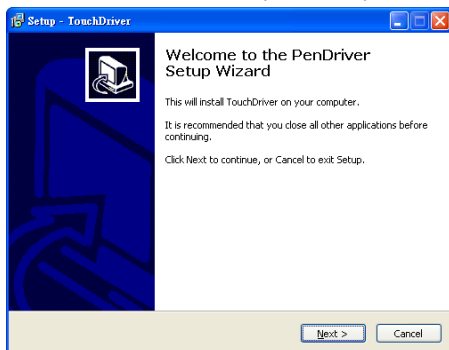 Setup - TouchDriver
Welcome to the PenDriver
Setup Wizard
This will install TouchDriver on your computer.
It is recommended that you close all other applications before
continuing.
Click Next to continue, or Cancel to exit Setup.
Next > Cancel